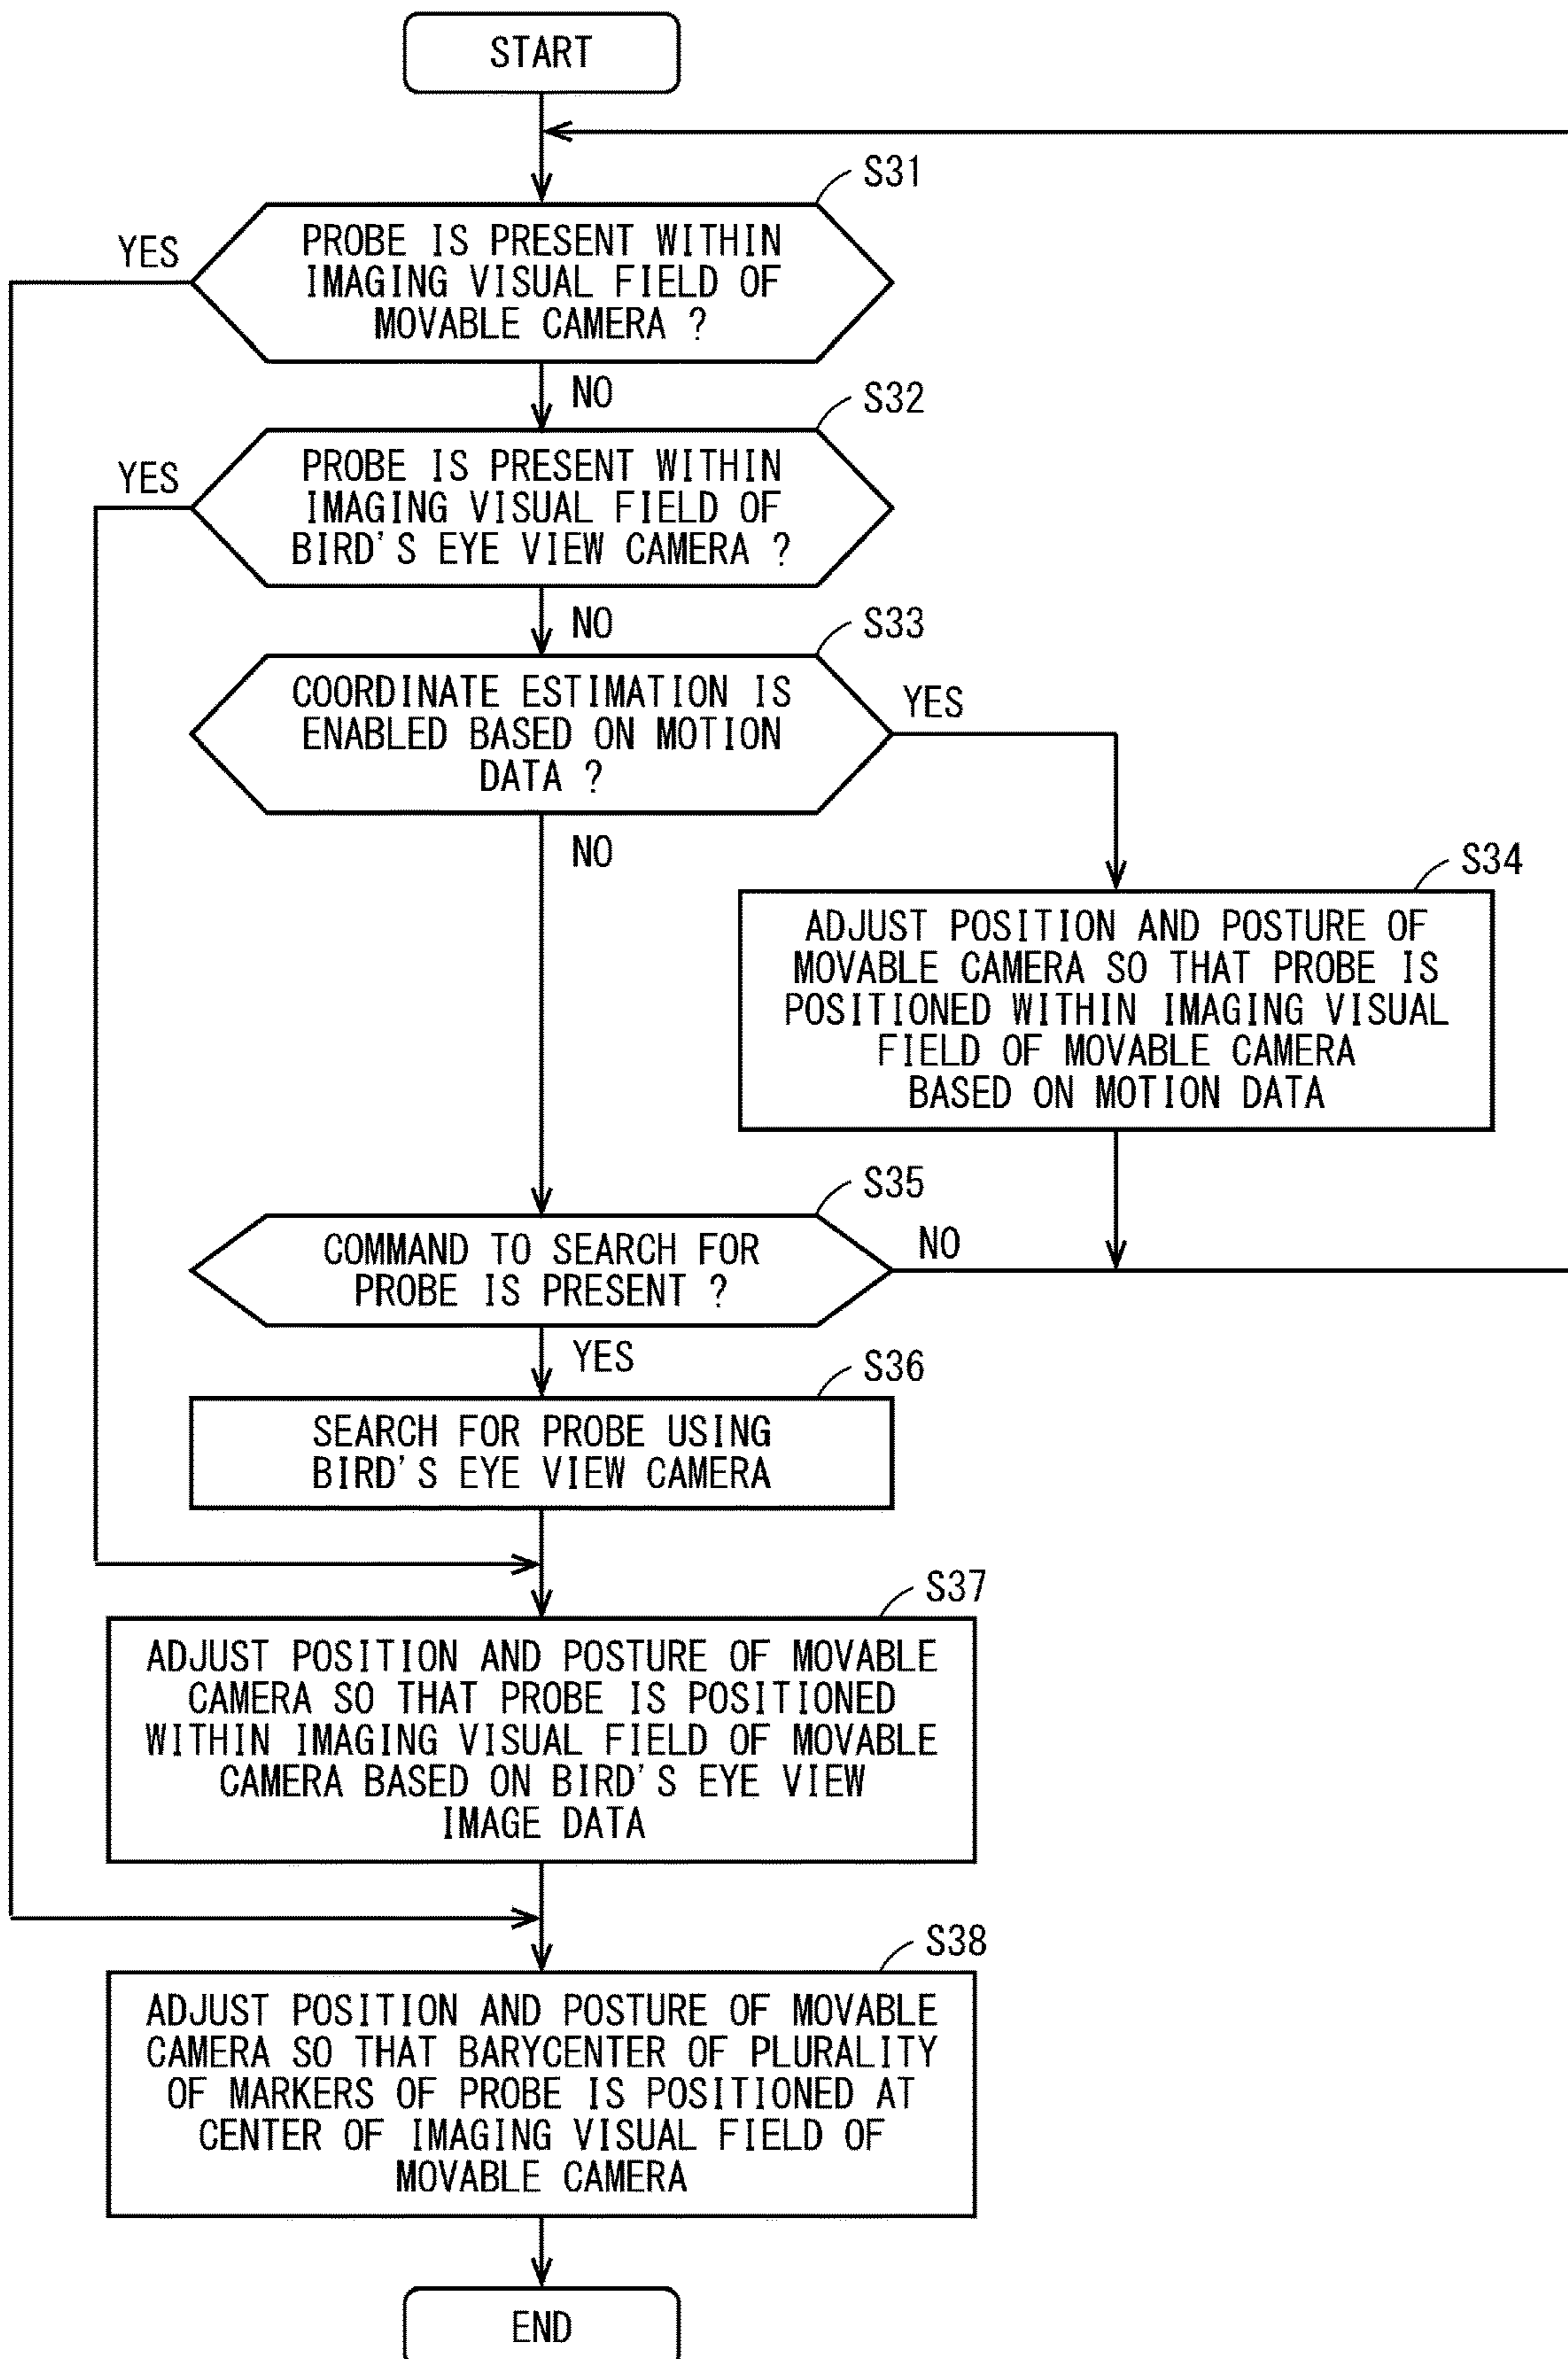 START
S31
YES
PROBE IS PRESENT WITHIN
IMAGING VISUAL FIELD OF
MOVABLE CAMERA ?
NO
S32
YES
PROBE IS PRESENT WITHIN
IMAGING VISUAL FIELD OF
BIRD'S EYE VIEW CAMERA ?
NO
S33
COORDINATE ESTIMATION IS
ENABLED BASED ON MOTION
DATA ?
YES
NO
S34
ADJUST POSITION AND POSTURE OF
MOVABLE CAMERA SO THAT PROBE IS
POSITIONED WITHIN IMAGING VISUAL
FIELD OF MOVABLE CAMERA
BASED ON MOTION DATA
S35
COMMAND TO SEARCH FOR
PROBE IS PRESENT ?
NO
YES
S36
SEARCH FOR PROBE USING
BIRD'S EYE VIEW CAMERA
S37
ADJUST POSITION AND POSTURE OF MOVABLE
CAMERA SO THAT PROBE IS POSITIONED
WITHIN IMAGING VISUAL FIELD OF MOVABLE
CAMERA BASED ON BIRD'S EYE VIEW
IMAGE DATA
S38
ADJUST POSITION AND POSTURE OF MOVABLE
CAMERA SO THAT BARYCENTER OF PLURALITY
OF MARKERS OF PROBE IS POSITIONED AT
CENTER OF IMAGING VISUAL FIELD OF
MOVABLE CAMERA
END